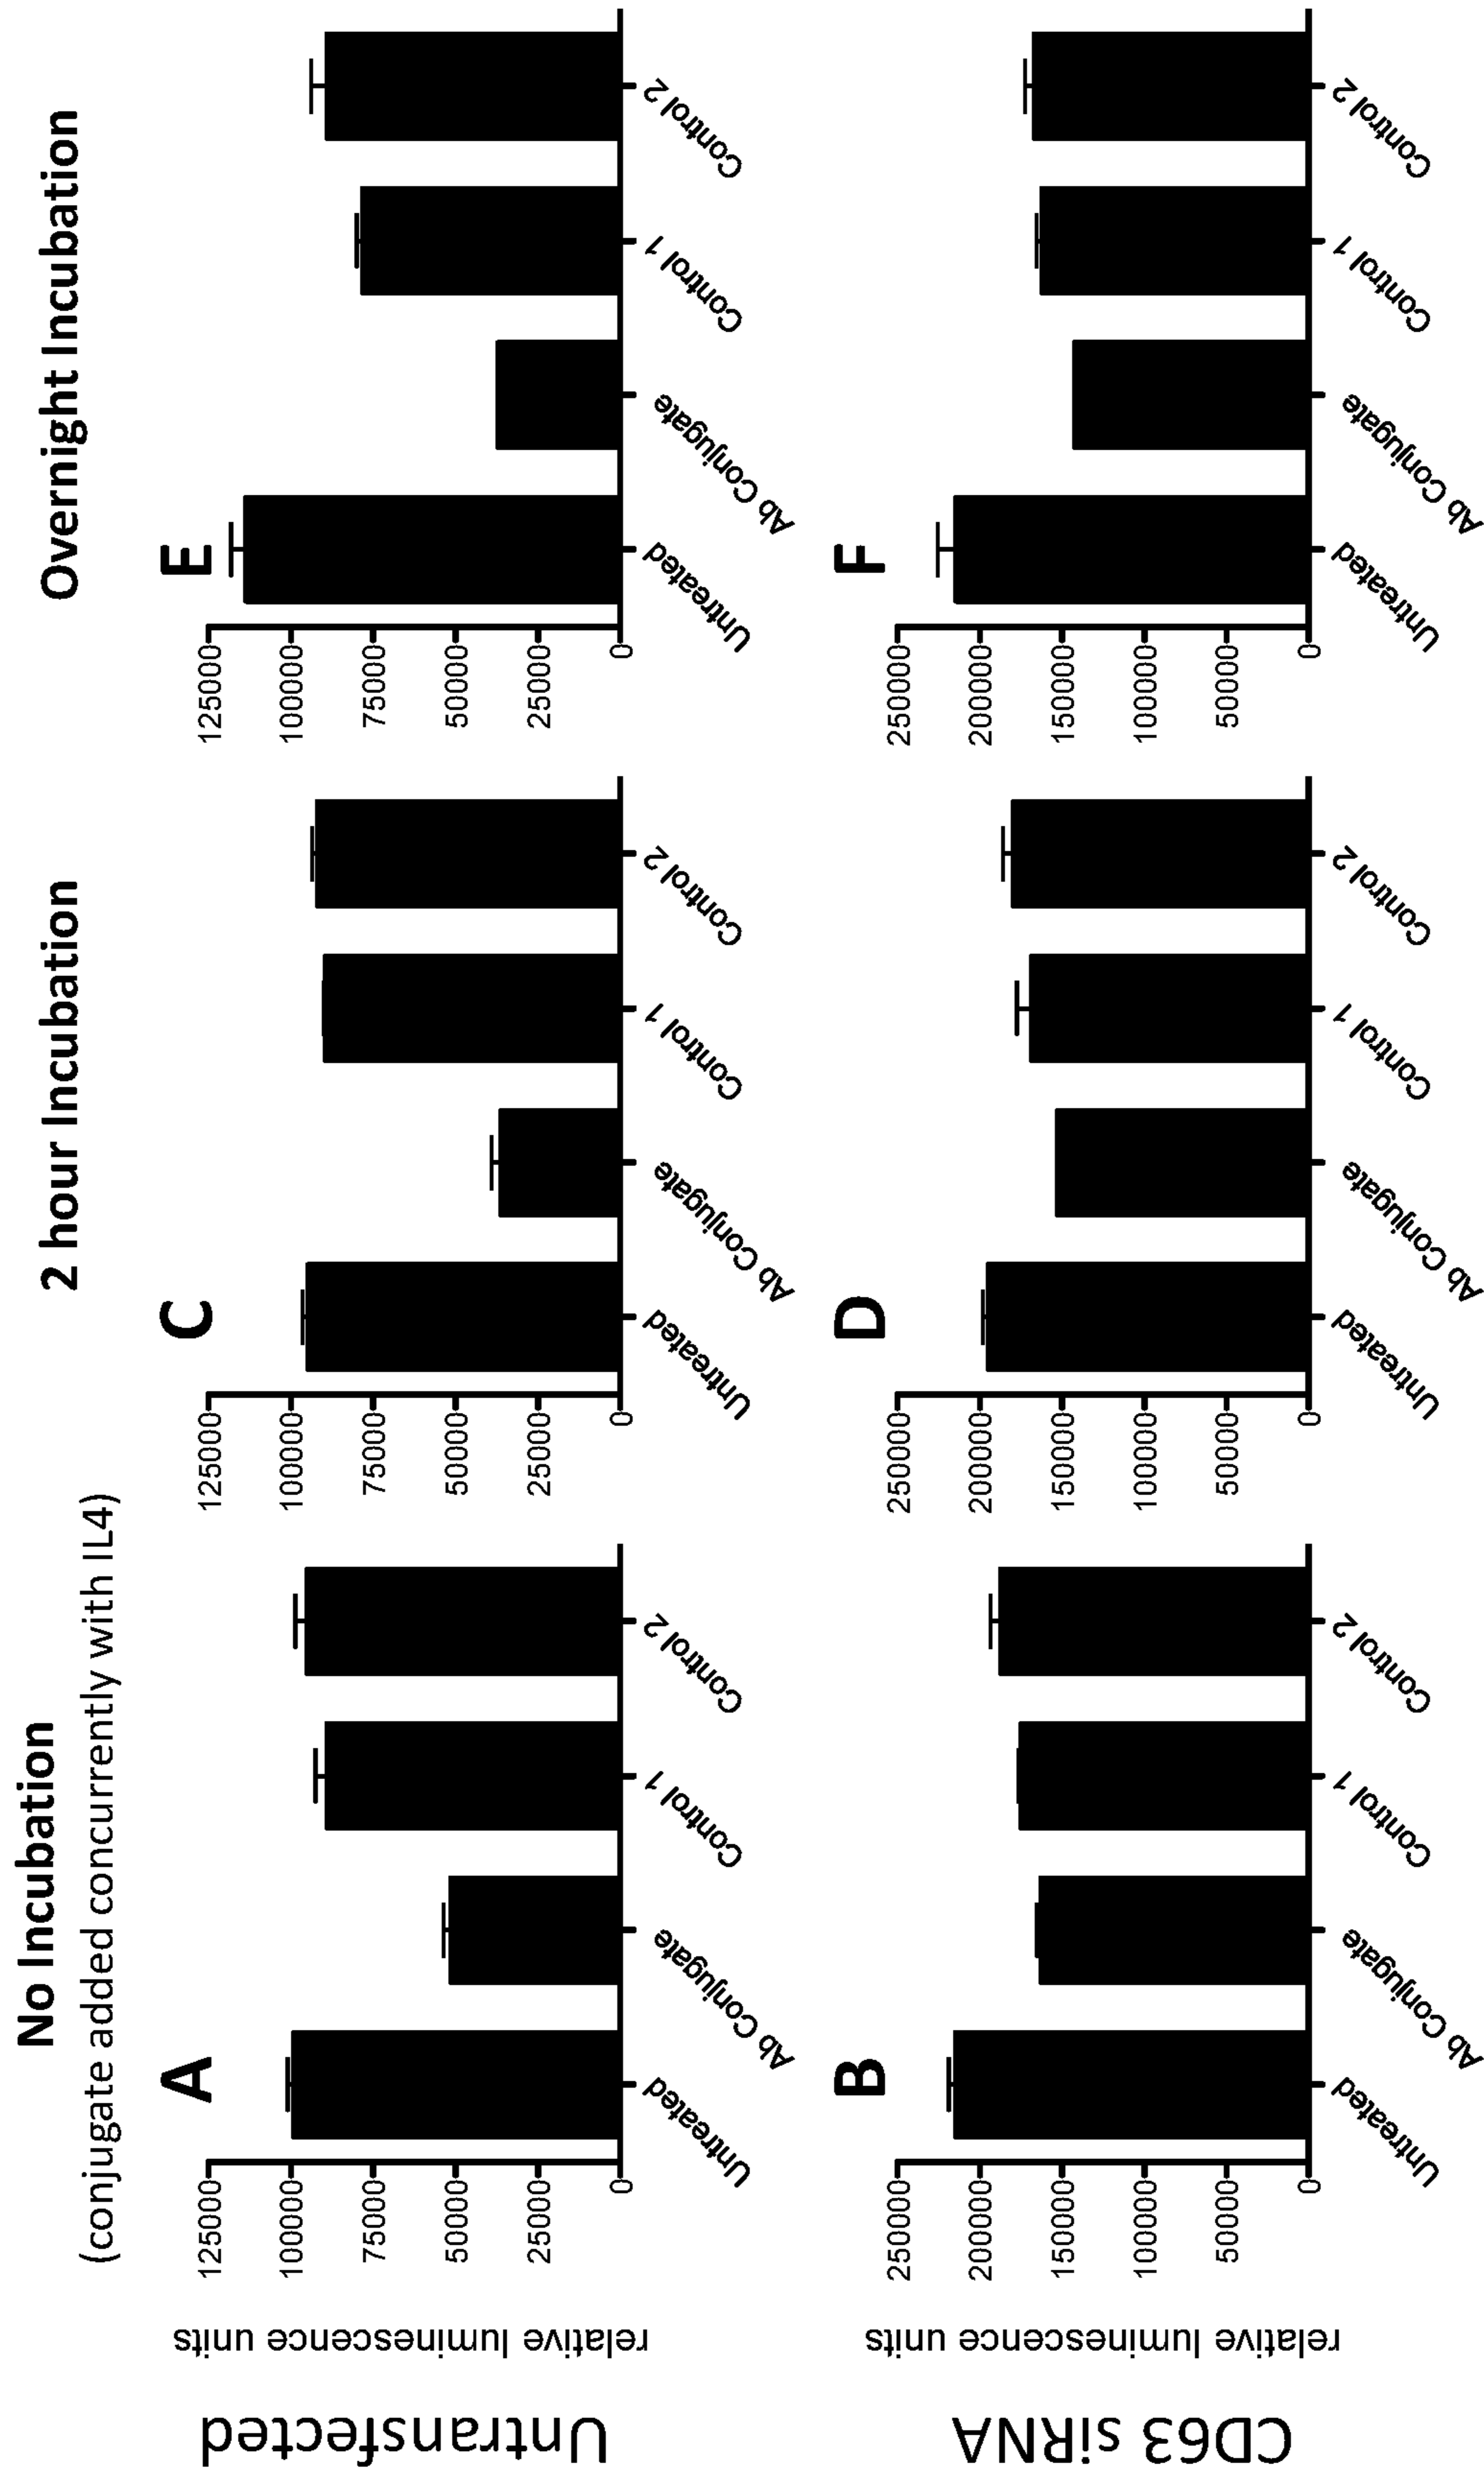 No Incubation
(conjugate added concurrently with IL4)
2 hour Incubation
Overnight Incubation
Untransfected
relative luminescence units
A
125000
100000
75000
50000
25000
0
Untreated
Ab Conjugate
Control 1
Control 2
C
125000
100000
75000
50000
25000
0
Untreated
Ab Conjugate
Control 1
Control 2
E
125000
100000
75000
50000
25000
0
Untreated
Ab Conjugate
Control 1
Control 2
CD63 siRNA
relative luminescence units
B
250000
200000
150000
100000
50000
0
Untreated
Ab Conjugate
Control 1
Control 2
D
250000
200000
150000
100000
50000
0
Untreated
Ab Conjugate
Control 1
Control 2
F
250000
200000
150000
100000
50000
0
Untreated
Ab Conjugate
Control 1
Control 2